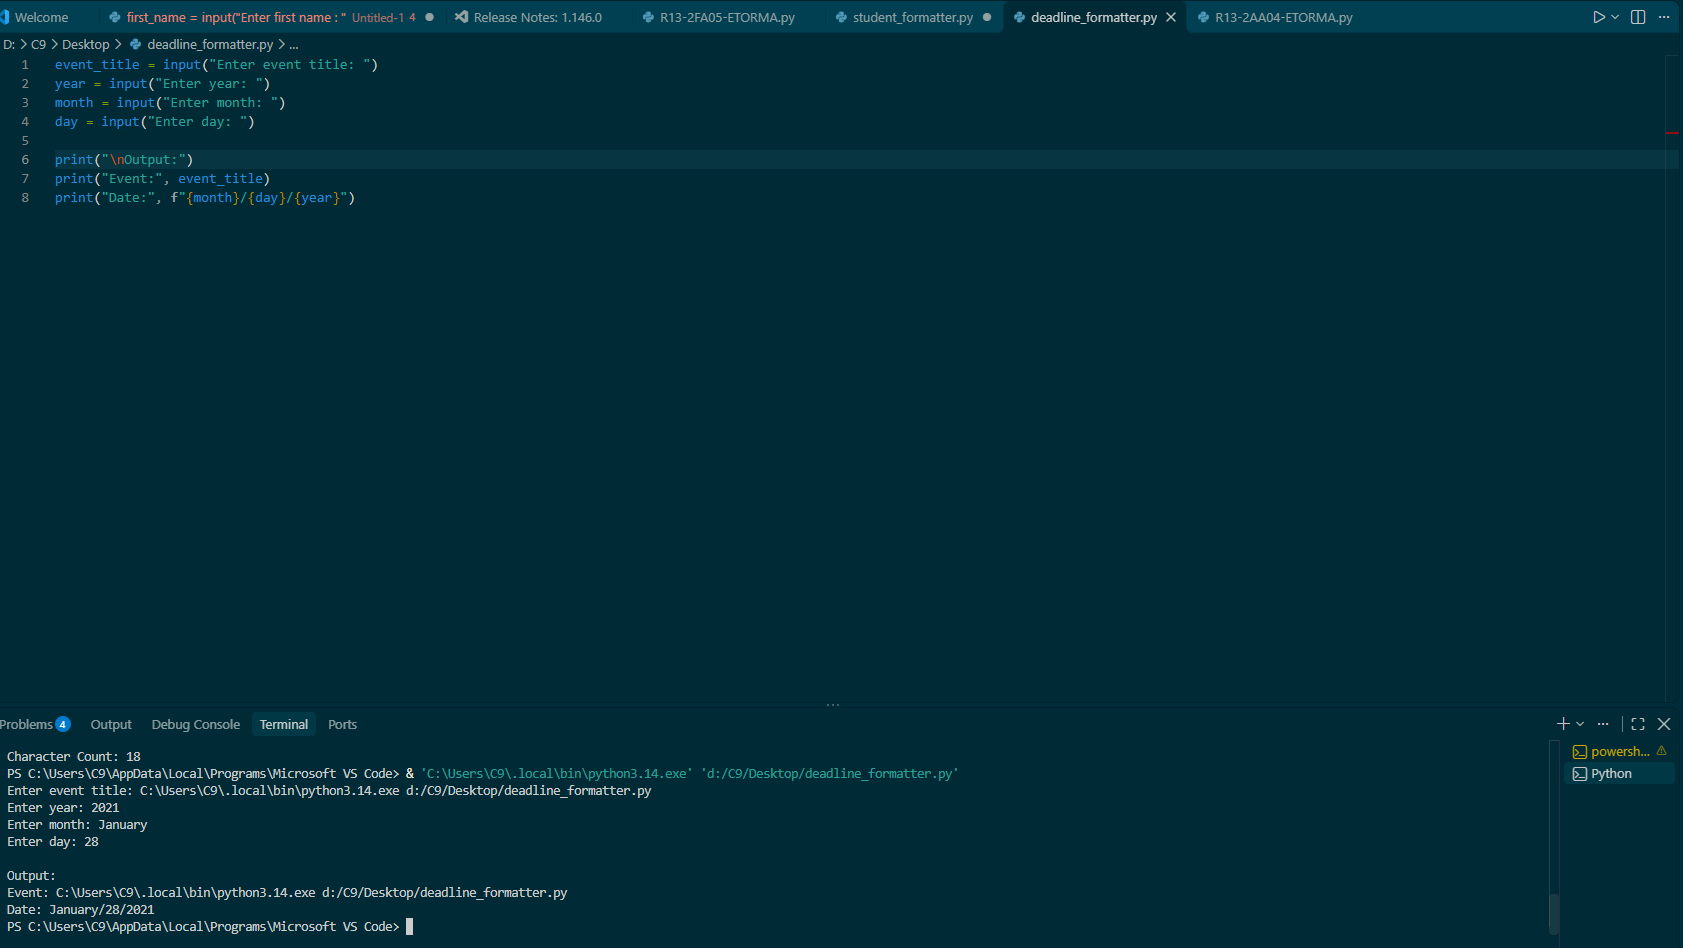 Welcome first_name = input("Enter first name : " Untitled-1 4 Release Notes: 1.146.0 R13-2FA05-ETORMA.py student_formatter.py deadline_formatter.py R13-2AA04-ETORMA.py
D: > C9 > Desktop > deadline_formatter.py > ...
1 event_title = input("Enter event title: ")
2 year = input("Enter year: ")
3 month = input("Enter month: ")
4 day = input("Enter day: ")
5
6 print("\nOutput:")
7 print("Event:", event_title)
8 print("Date:", f"{month}/{day}/{year}")
Problems 4 Output Debug Console Terminal Ports
Character Count: 18
PS C:\Users\C9\AppData\Local\Programs\Microsoft VS Code> & 'C:\Users\C9\.local\bin\python3.14.exe' 'd:/C9/Desktop/deadline_formatter.py'
Enter event title: C:\Users\C9\.local\bin\python3.14.exe d:/C9/Desktop/deadline_formatter.py
Enter year: 2021
Enter month: January
Enter day: 28
Output:
Event: C:\Users\C9\.local\bin\python3.14.exe d:/C9/Desktop/deadline_formatter.py
Date: January/28/2021
PS C:\Users\C9\AppData\Local\Programs\Microsoft VS Code>
powersh...
Python